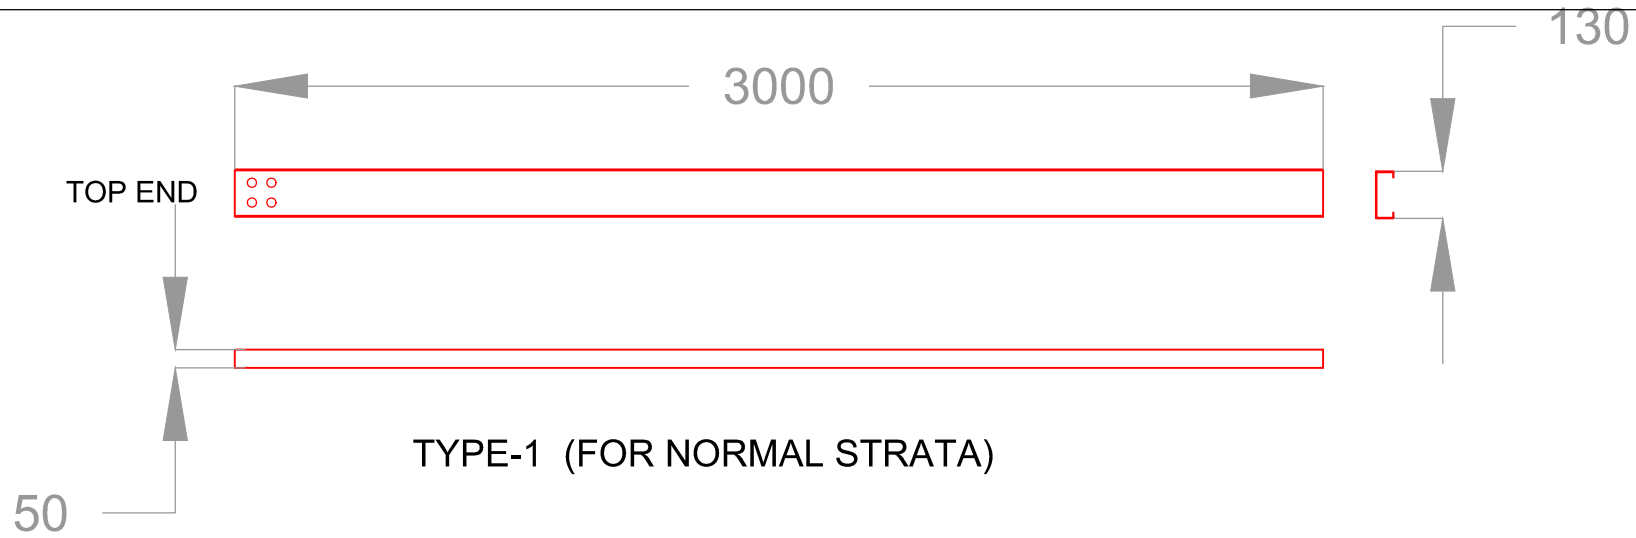 130
3000
TOP END
TYPE-1 (FOR NORMAL STRATA)
50